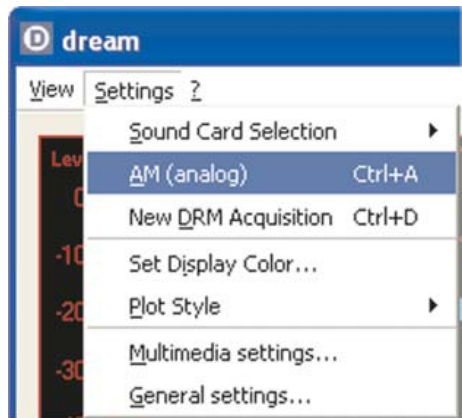 D dream
View Settings ?
Sound Card Selection
Lev
AM (analog) Ctrl+A
0
New DRM Acquisition Ctrl+D
-10
Set Display Color...
-20
Plot Style
Multimedia settings...
-30
General settings...